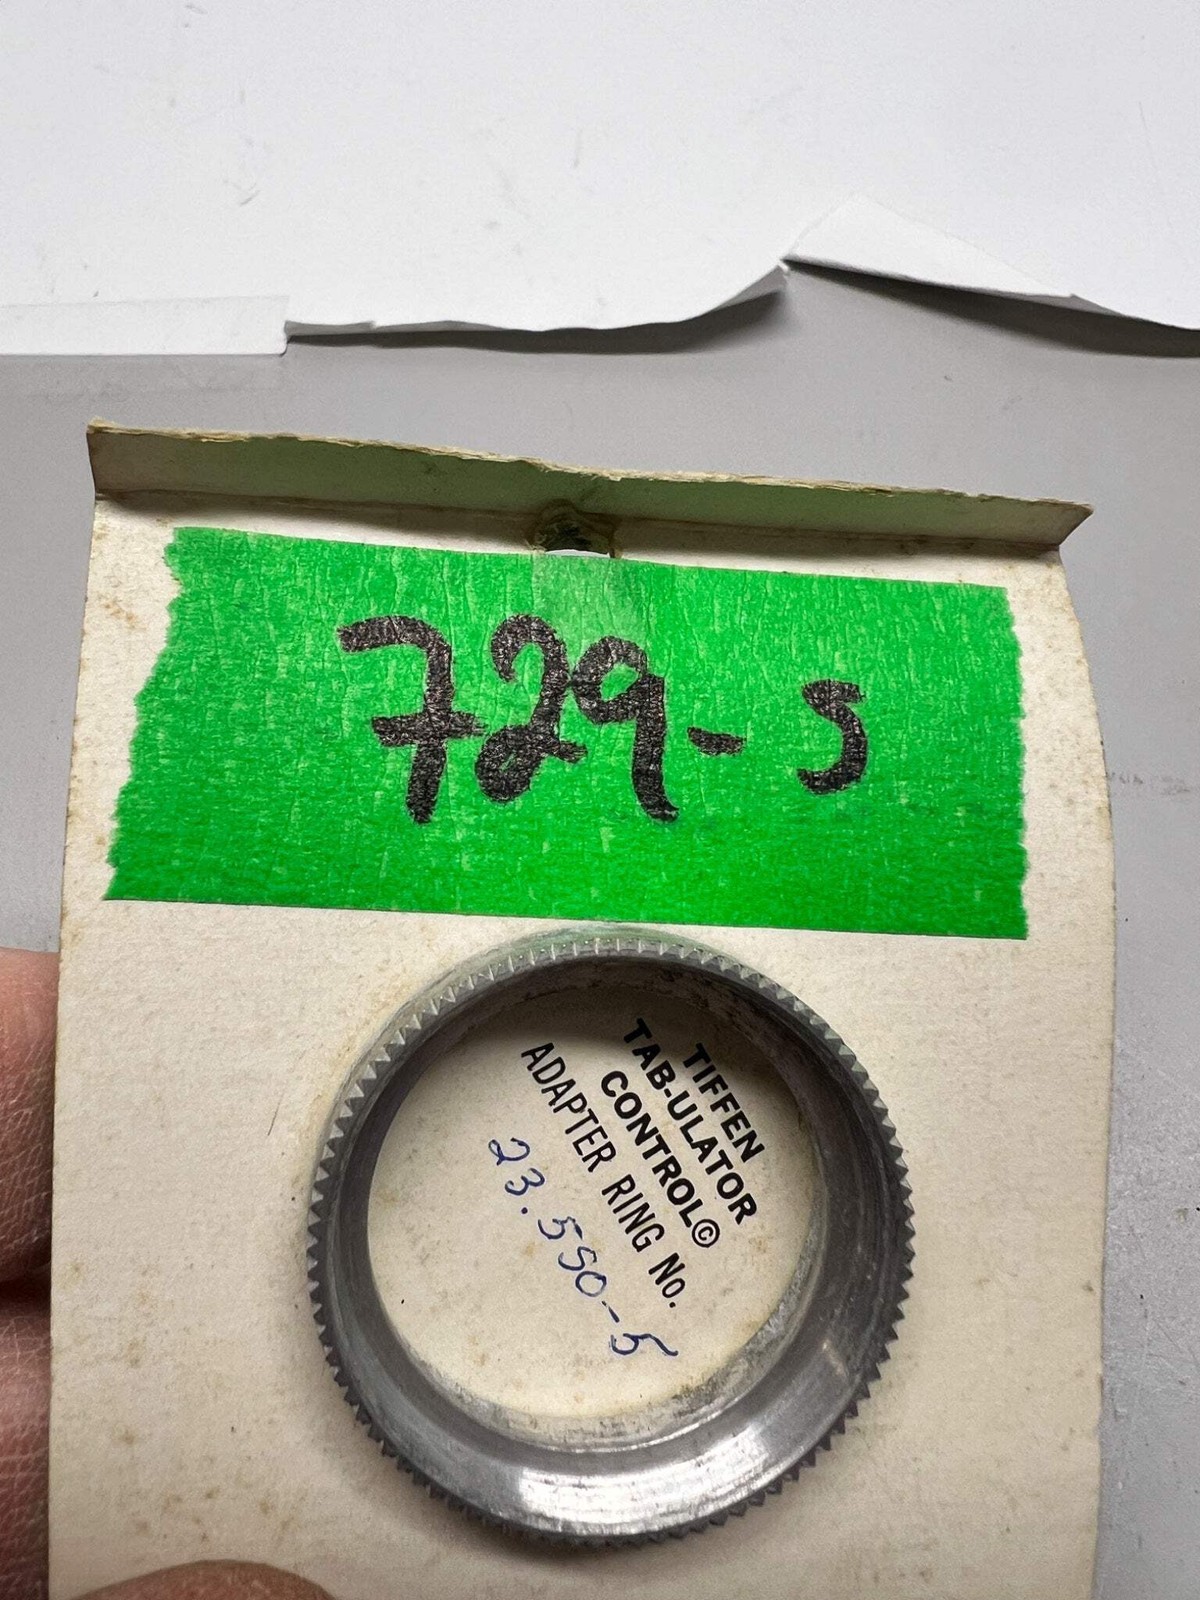 729-5
TIFFEN
TAB-ULATOR
CONTROL©
ADAPTER RING No.
23.550-5